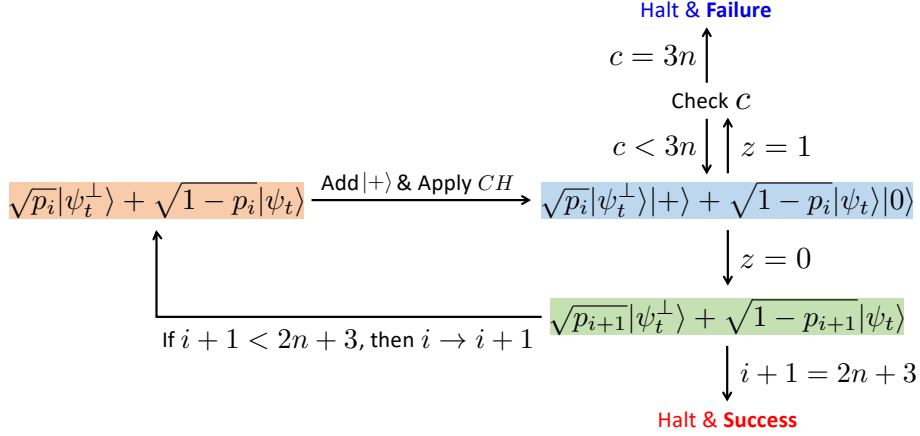 Halt & Failure
c = 3n
Check c
c < 3n
z = 1
√p_i|ψ_t^⊥⟩ + √(1 − p_i)|ψ_t⟩
Add |+⟩ & Apply CH
√p_i|ψ_t^⊥⟩|+⟩ + √(1 − p_i)|ψ_t⟩|0⟩
z = 0
√p_{i+1}|ψ_t^⊥⟩ + √(1 − p_{i+1})|ψ_t⟩
If i + 1 < 2n + 3, then i → i + 1
i + 1 = 2n + 3
Halt & Success